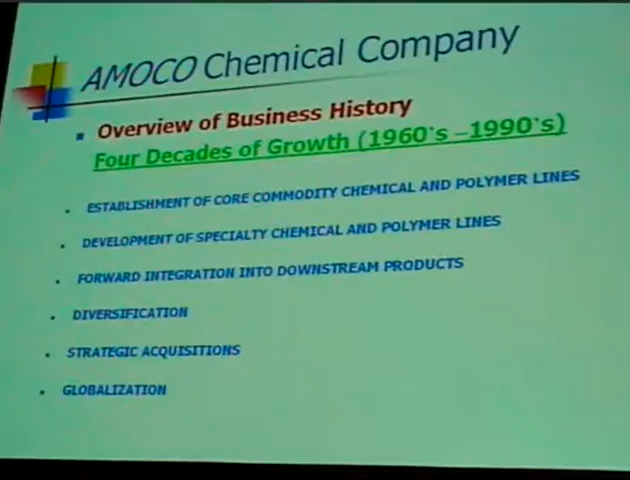 AMOCO Chemical Company
Overview of Business History
Four Decades of Growth (1960's –1990's)
ESTABLISHMENT OF CORE COMMODITY CHEMICAL AND POLYMER LINES
DEVELOPMENT OF SPECIALTY CHEMICAL AND POLYMER LINES
FORWARD INTEGRATION INTO DOWNSTREAM PRODUCTS
DIVERSIFICATION
STRATEGIC ACQUISITIONS
GLOBALIZATION